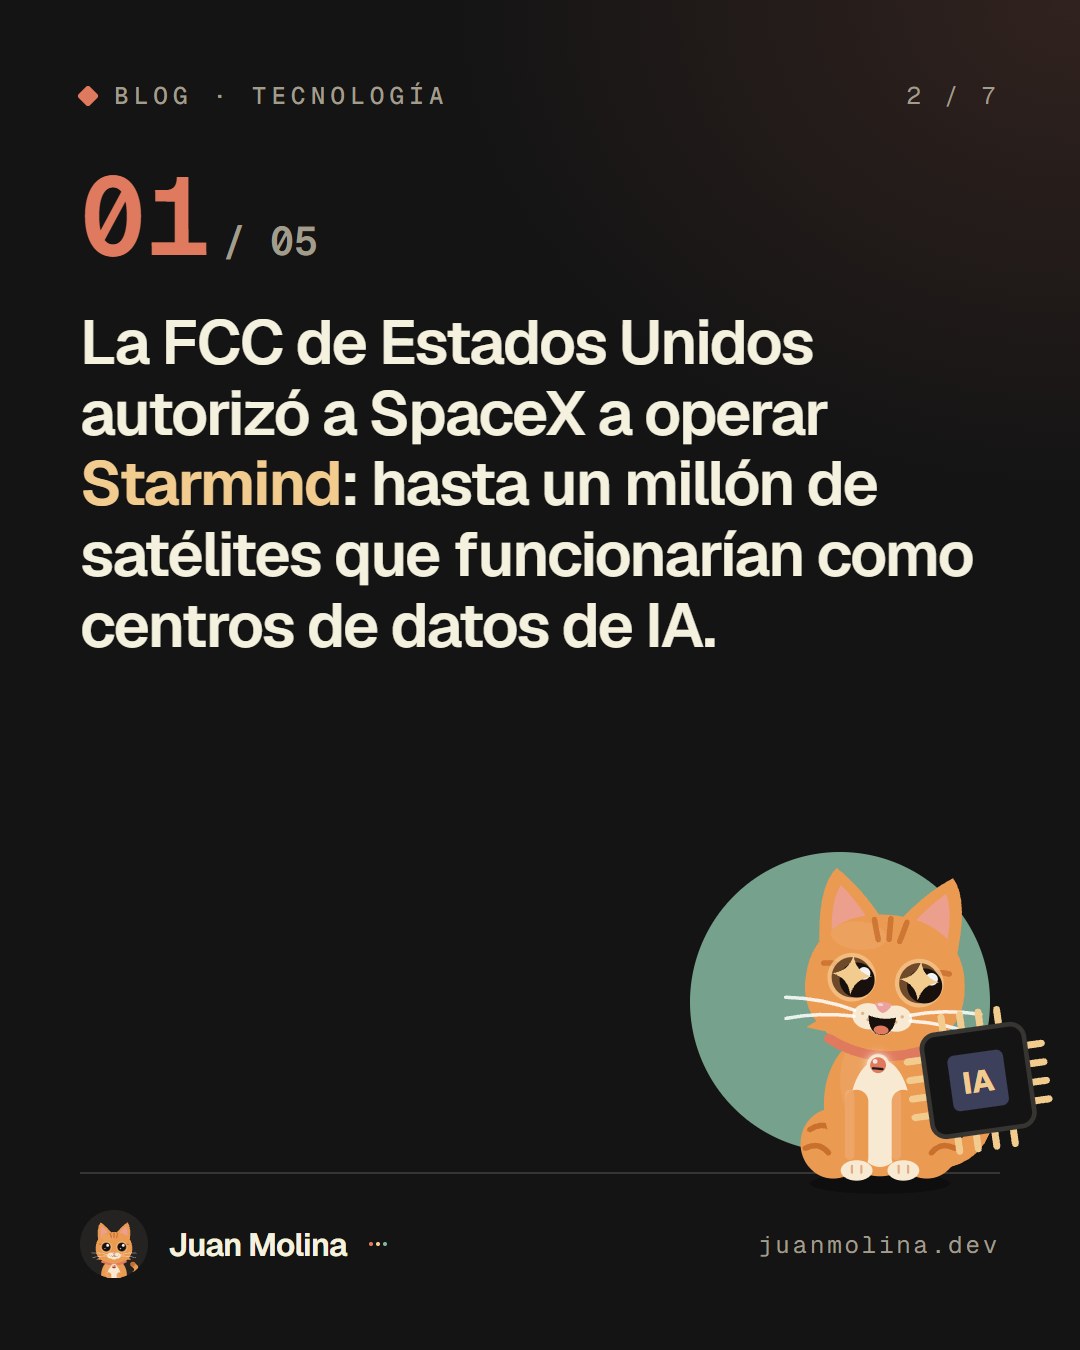 BLOG · TECNOLOGÍA
2 / 7
01 / 05
La FCC de Estados Unidos
autorizó a SpaceX a operar
Starmind: hasta un millón de
satélites que funcionarían como
centros de datos de IA.
IA
Juan Molina
juanmolina.dev